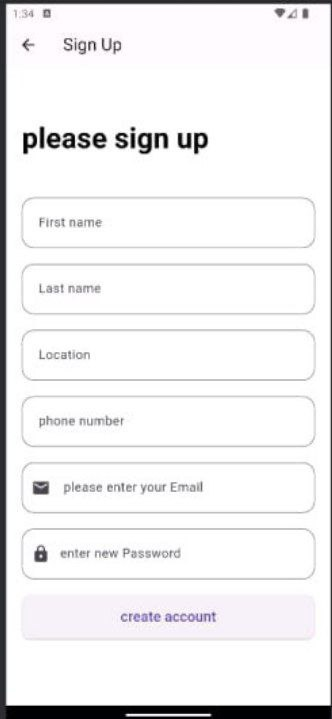 1:34
Sign Up
please sign up
First name
Last name
Location
phone number
please enter your Email
enter new Password
create account